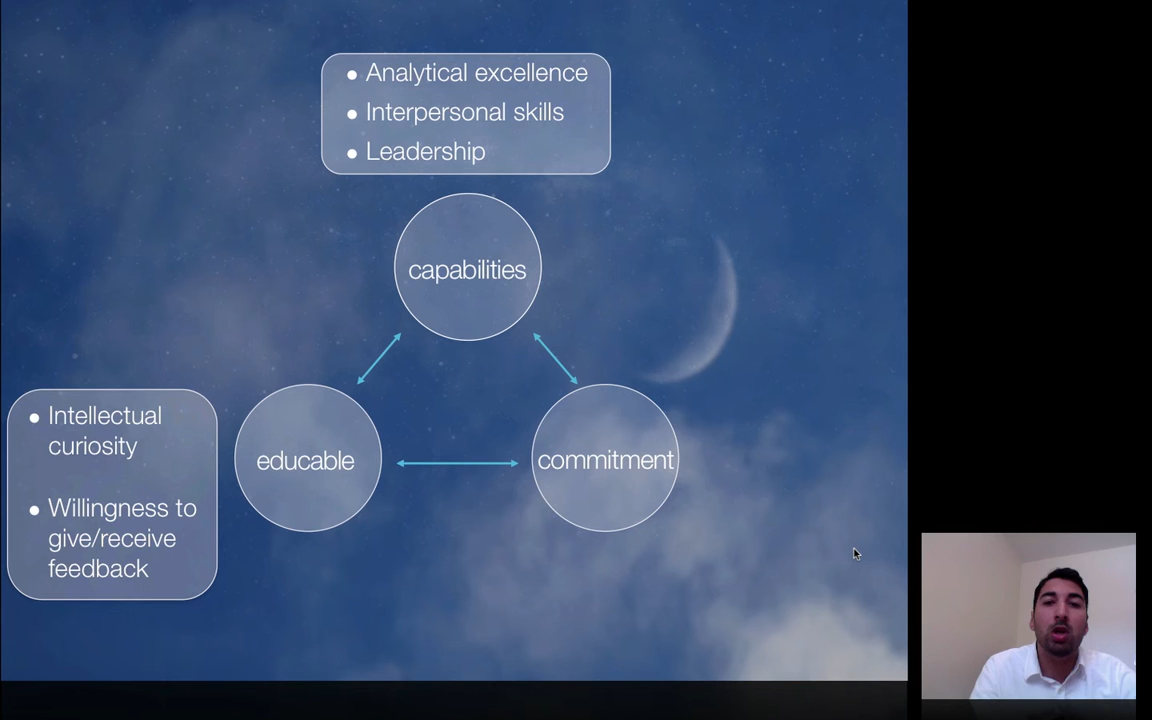 • Analytical excellence
• Interpersonal skills
• Leadership
capabilities
• Intellectual
curiosity
• Willingness to
give/receive
feedback
educable
commitment